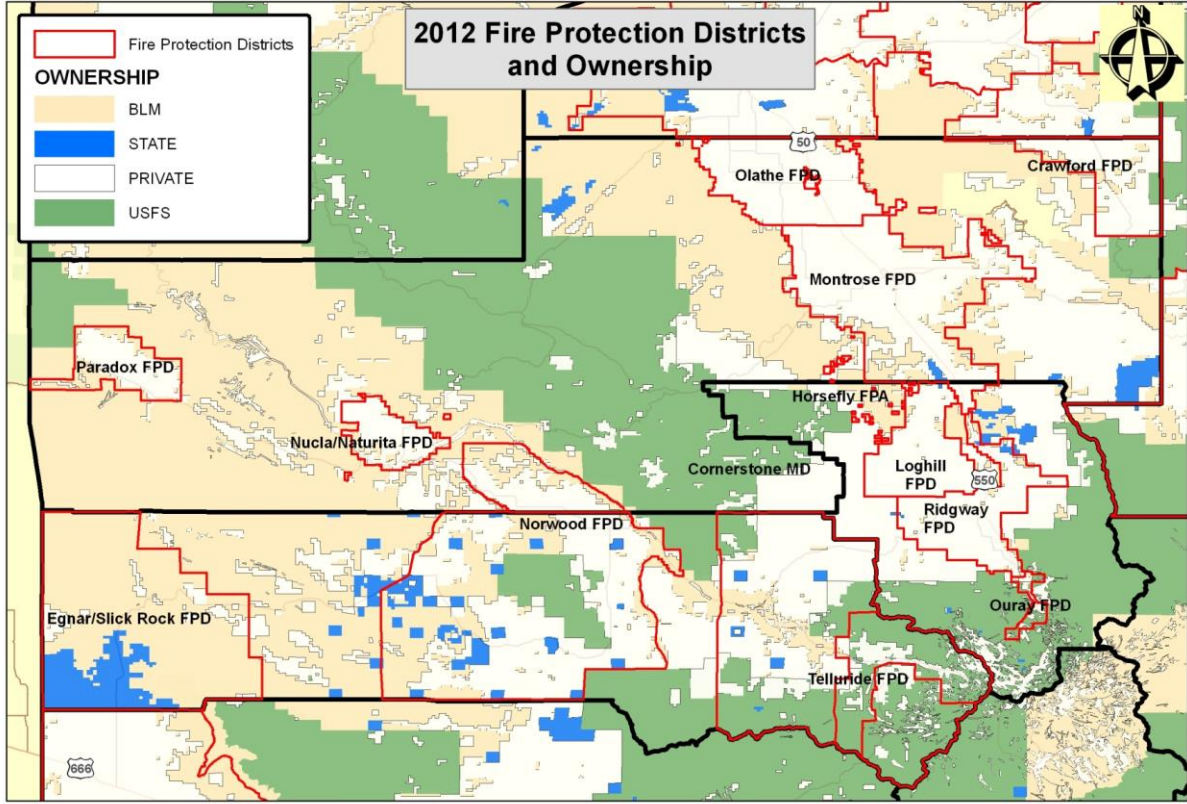 2012 Fire Protection Districts
and Ownership
N
Fire Protection Districts
OWNERSHIP
BLM
STATE
PRIVATE
USFS
50
Olathe FPD
Crawford FPD
Montrose FPD
Paradox FPD
Horsefly FPA
Nucla/Naturita FPD
Cornerstone MD
Loghill
FPD
550
Ridgway
FPD
Norwood FPD
Egnar/Slick Rock FPD
Ouray FPD
Telluride FPD
666